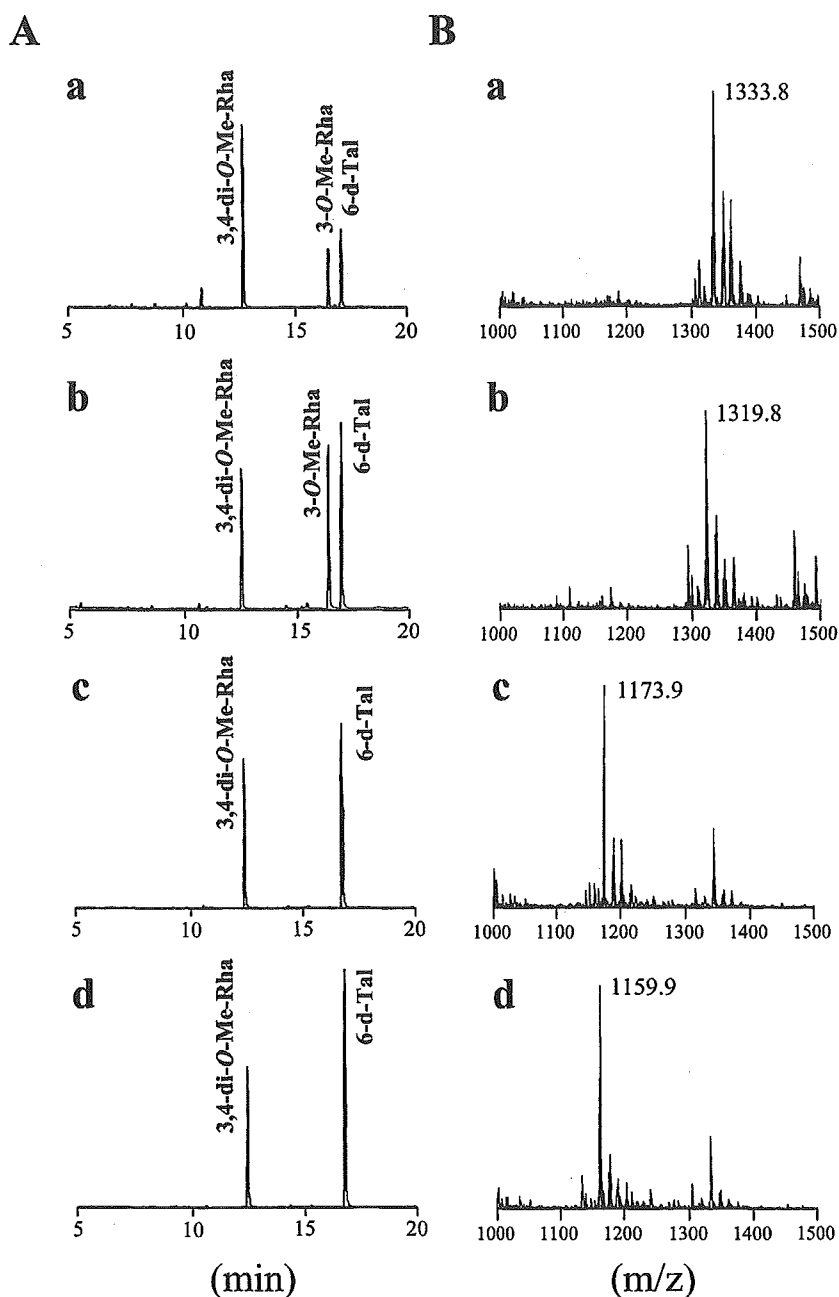 A
B
a
3,4-di-O-Me-Rha
3-O-Me-Rha
6-d-Tal
5 10 15 20
a
1333.8
1000 1100 1200 1300 1400 1500
b
3,4-di-O-Me-Rha
3-O-Me-Rha
6-d-Tal
5 10 15 20
b
1319.8
1000 1100 1200 1300 1400 1500
c
3,4-di-O-Me-Rha
6-d-Tal
5 10 15 20
c
1173.9
1000 1100 1200 1300 1400 1500
d
3,4-di-O-Me-Rha
6-d-Tal
5 10 15 20
d
1159.9
1000 1100 1200 1300 1400 1500
(min)
(m/z)